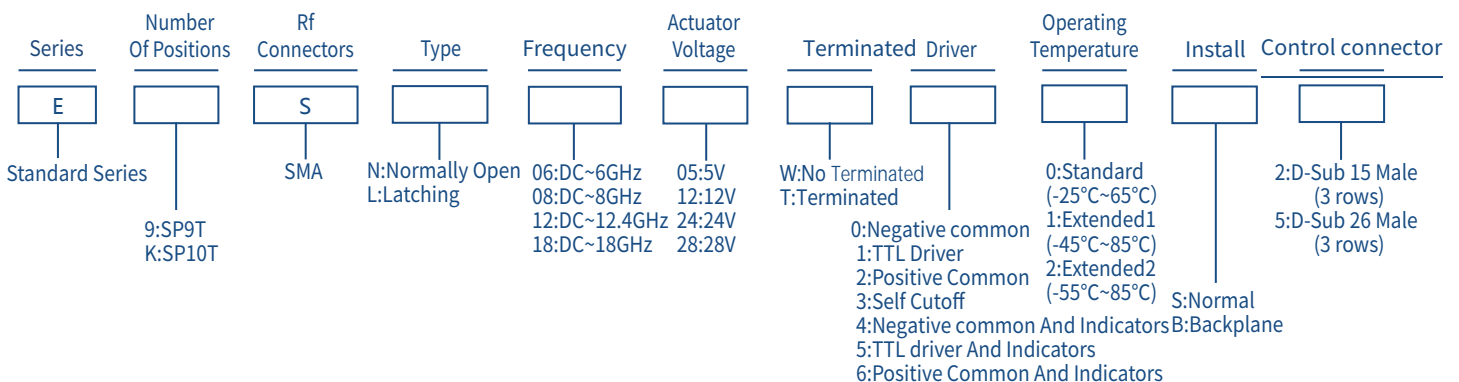 Series
Number
Of Positions
Rf
Connectors
Type
Frequency
Actuator
Voltage
Terminated
Driver
Operating
Temperature
Install
Control connector
E
S
Standard Series
9:SP9T
K:SP10T
SMA
N:Normally Open
L:Latching
06:DC~6GHz
08:DC~8GHz
12:DC~12.4GHz
18:DC~18GHz
05:5V
12:12V
24:24V
28:28V
W:No Terminated
T:Terminated
0:Negative common
1:TTL Driver
2:Positive Common
3:Self Cutoff
4:Negative common And Indicators
5:TTL driver And Indicators
6:Positive Common And Indicators
0:Standard
(-25°C~65°C)
1:Extended1
(-45°C~85°C)
2:Extended2
(-55°C~85°C)
S:Normal
B:Backplane
2:D-Sub 15 Male
(3 rows)
5:D-Sub 26 Male
(3 rows)